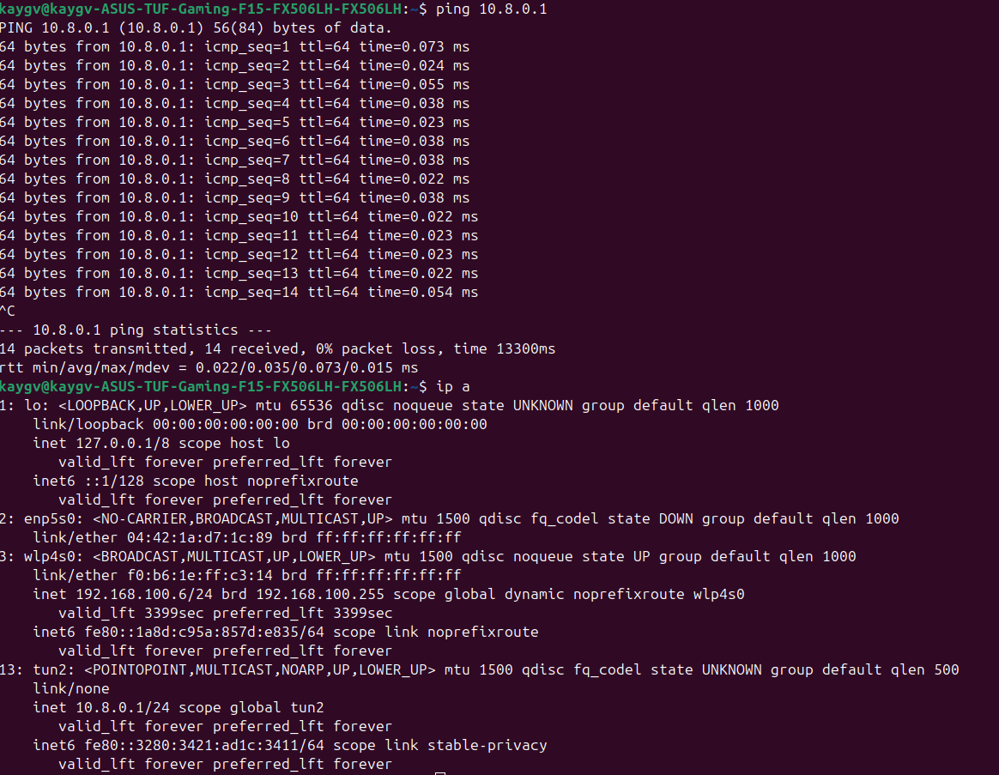 kaygv@kaygv-ASUS-TUF-Gaming-F15-FX506LH-FX506LH:~$ ping 10.8.0.1
PING 10.8.0.1 (10.8.0.1) 56(84) bytes of data.
64 bytes from 10.8.0.1: icmp_seq=1 ttl=64 time=0.073 ms
64 bytes from 10.8.0.1: icmp_seq=2 ttl=64 time=0.024 ms
64 bytes from 10.8.0.1: icmp_seq=3 ttl=64 time=0.055 ms
64 bytes from 10.8.0.1: icmp_seq=4 ttl=64 time=0.038 ms
64 bytes from 10.8.0.1: icmp_seq=5 ttl=64 time=0.023 ms
64 bytes from 10.8.0.1: icmp_seq=6 ttl=64 time=0.038 ms
64 bytes from 10.8.0.1: icmp_seq=7 ttl=64 time=0.038 ms
64 bytes from 10.8.0.1: icmp_seq=8 ttl=64 time=0.022 ms
64 bytes from 10.8.0.1: icmp_seq=9 ttl=64 time=0.038 ms
64 bytes from 10.8.0.1: icmp_seq=10 ttl=64 time=0.022 ms
64 bytes from 10.8.0.1: icmp_seq=11 ttl=64 time=0.023 ms
64 bytes from 10.8.0.1: icmp_seq=12 ttl=64 time=0.023 ms
64 bytes from 10.8.0.1: icmp_seq=13 ttl=64 time=0.022 ms
64 bytes from 10.8.0.1: icmp_seq=14 ttl=64 time=0.054 ms
^C
--- 10.8.0.1 ping statistics ---
14 packets transmitted, 14 received, 0% packet loss, time 13300ms
rtt min/avg/max/mdev = 0.022/0.035/0.073/0.015 ms
kaygv@kaygv-ASUS-TUF-Gaming-F15-FX506LH-FX506LH:~$ ip a
1: lo: <LOOPBACK,UP,LOWER_UP> mtu 65536 qdisc noqueue state UNKNOWN group default qlen 1000
    link/loopback 00:00:00:00:00:00 brd 00:00:00:00:00:00
    inet 127.0.0.1/8 scope host lo
       valid_lft forever preferred_lft forever
    inet6 ::1/128 scope host noprefixroute
       valid_lft forever preferred_lft forever
2: enp5s0: <NO-CARRIER,BROADCAST,MULTICAST,UP> mtu 1500 qdisc fq_codel state DOWN group default qlen 1000
    link/ether 04:42:1a:d7:1c:89 brd ff:ff:ff:ff:ff:ff
3: wlp4s0: <BROADCAST,MULTICAST,UP,LOWER_UP> mtu 1500 qdisc noqueue state UP group default qlen 1000
    link/ether f0:b6:1e:ff:c3:14 brd ff:ff:ff:ff:ff:ff
    inet 192.168.100.6/24 brd 192.168.100.255 scope global dynamic noprefixroute wlp4s0
       valid_lft 3399sec preferred_lft 3399sec
    inet6 fe80::1a8d:c95a:857d:e835/64 scope link noprefixroute
       valid_lft forever preferred_lft forever
13: tun2: <POINTOPOINT,MULTICAST,NOARP,UP,LOWER_UP> mtu 1500 qdisc fq_codel state UNKNOWN group default qlen 500
    link/none
    inet 10.8.0.1/24 scope global tun2
       valid_lft forever preferred_lft forever
    inet6 fe80::3280:3421:ad1c:3411/64 scope link stable-privacy
       valid_lft forever preferred_lft forever